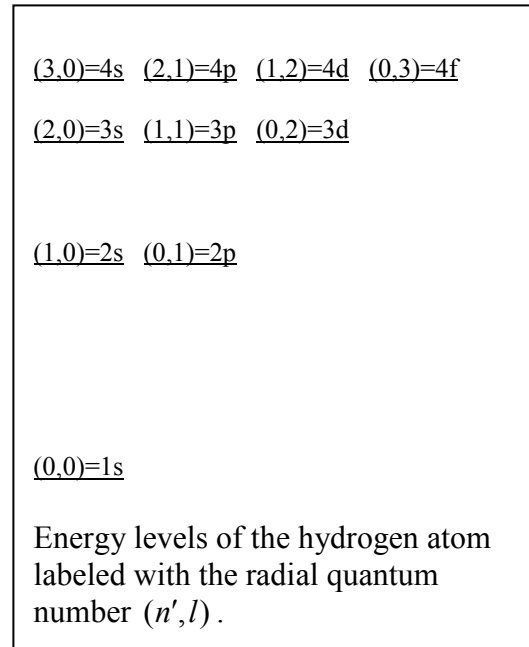 (3,0)=4s (2,1)=4p (1,2)=4d (0,3)=4f
(2,0)=3s (1,1)=3p (0,2)=3d
(1,0)=2s (0,1)=2p
(0,0)=1s
Energy levels of the hydrogen atom
labeled with the radial quantum
number (n′,l) .